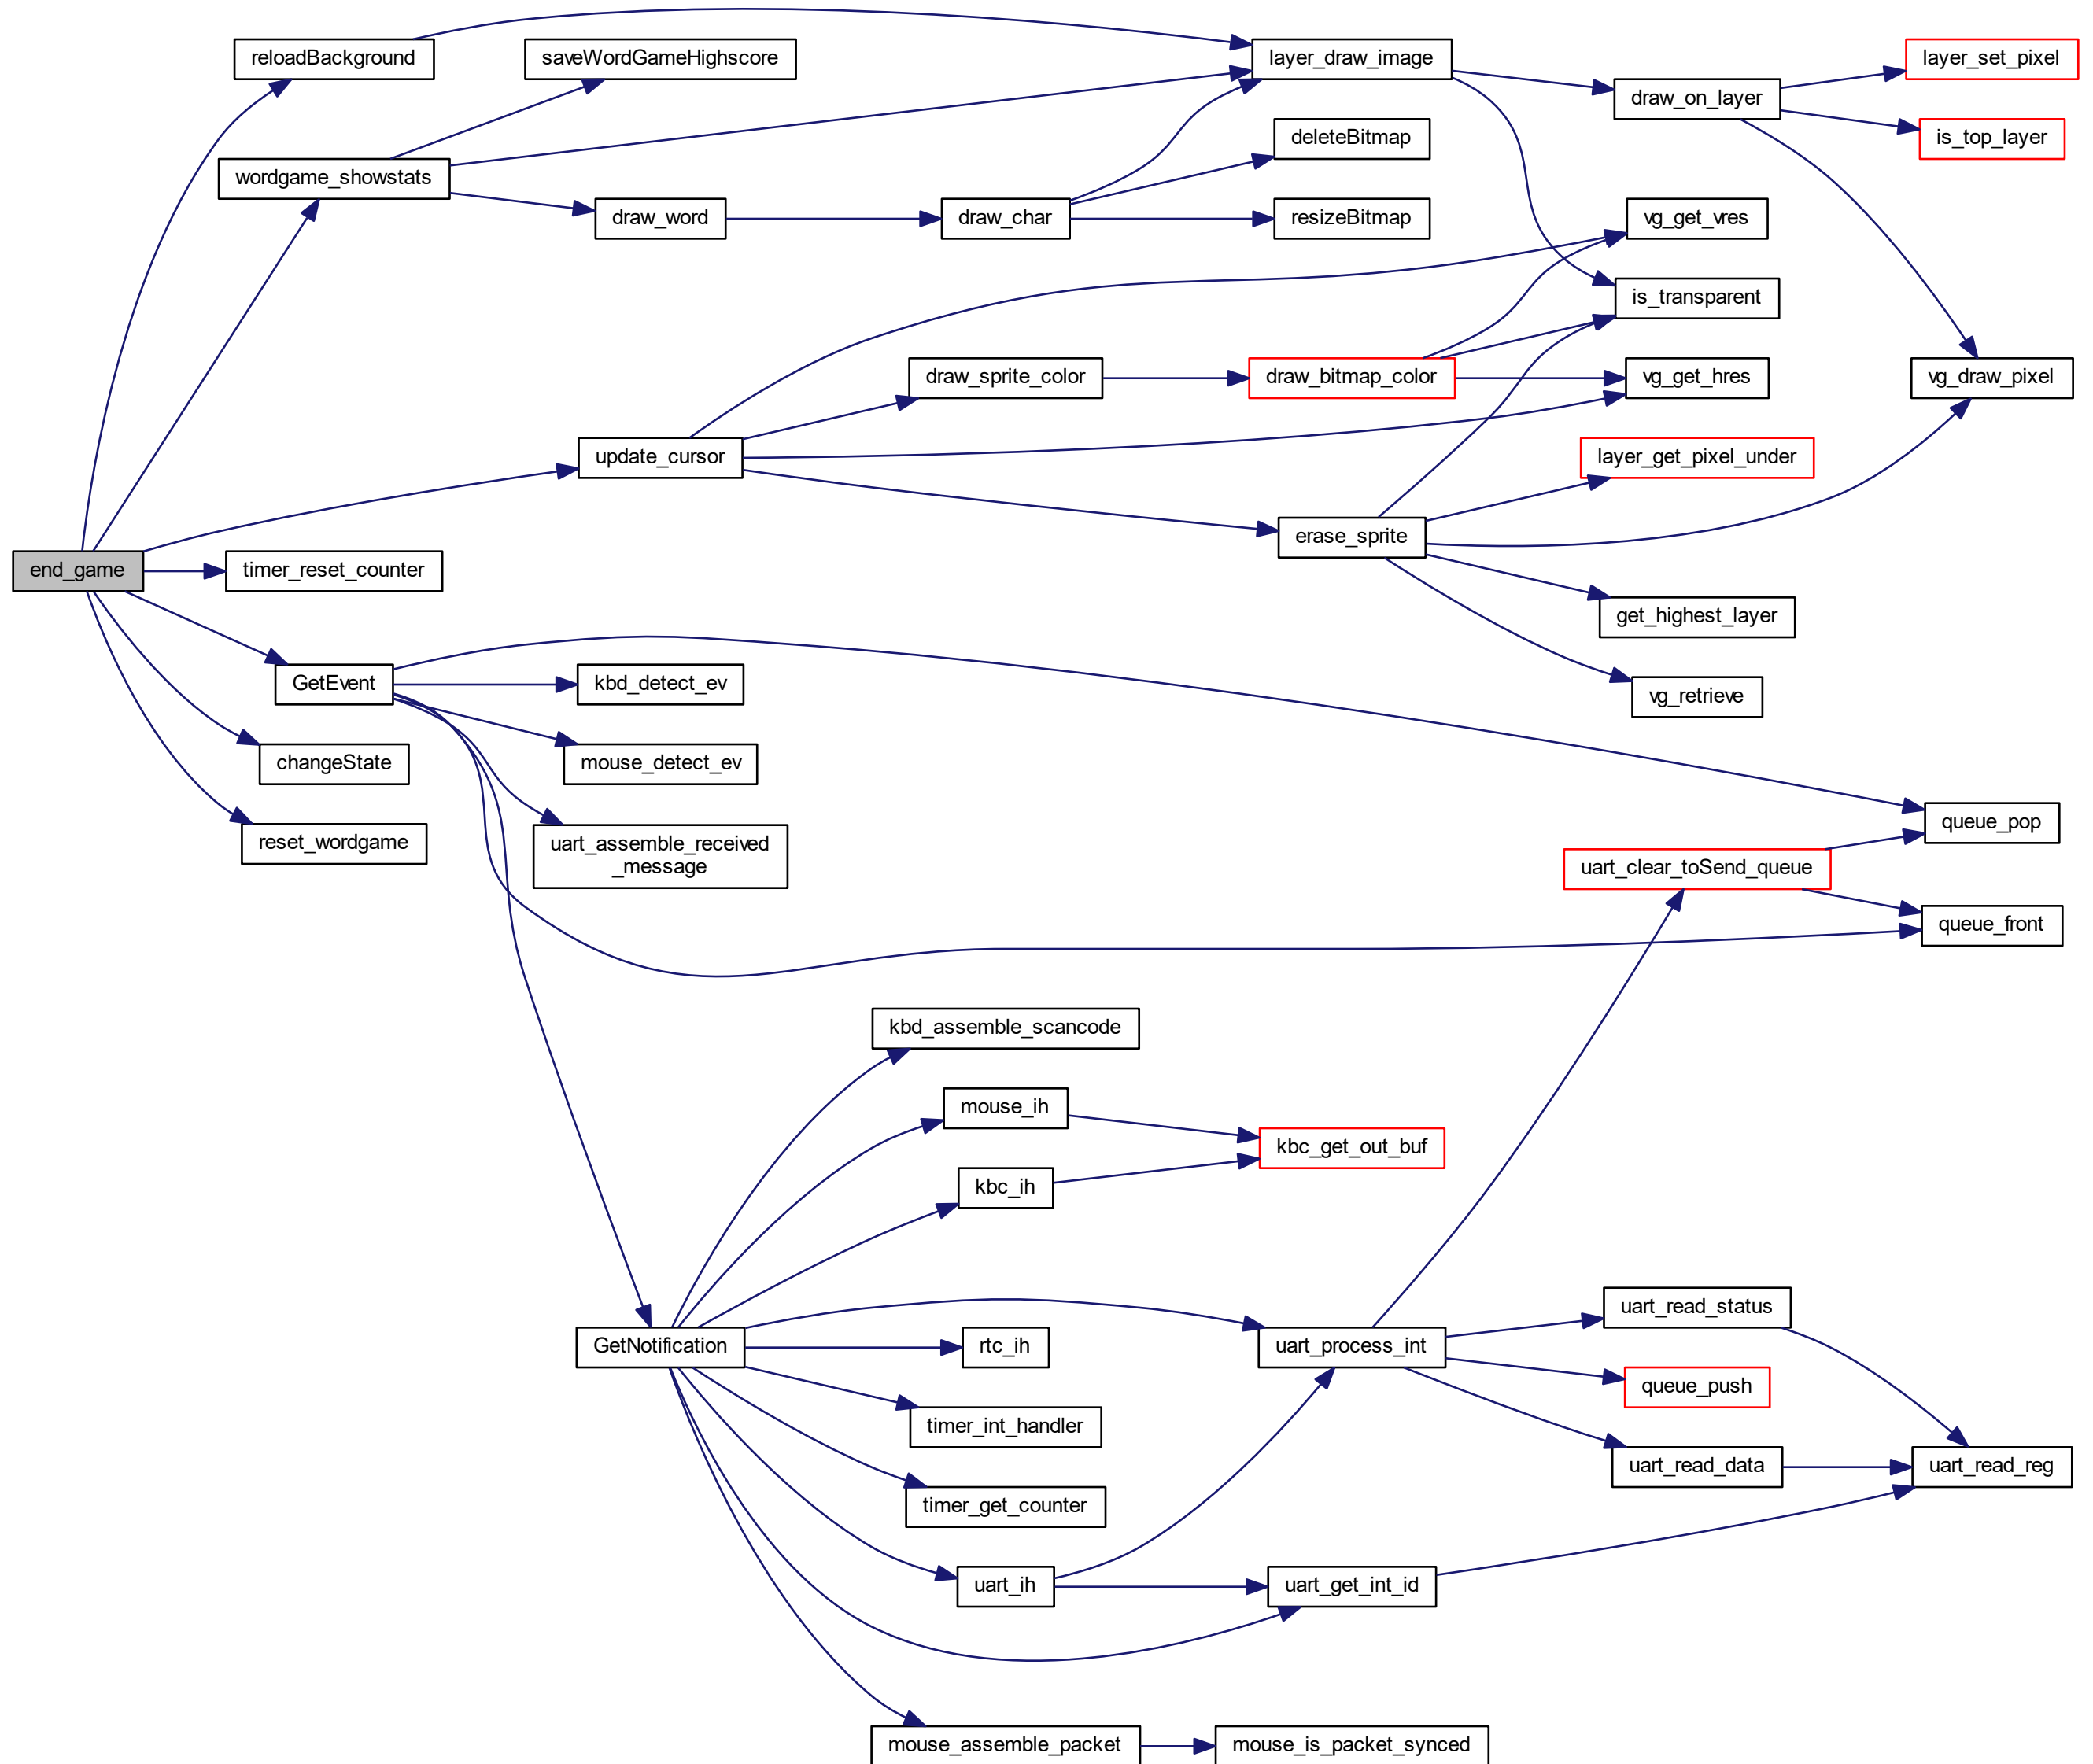 reloadBackground
saveWordGameHighscore
layer_draw_image
layer_set_pixel
draw_on_layer
deleteBitmap
is_top_layer
wordgame_showstats
draw_word
draw_char
resizeBitmap
vg_get_vres
is_transparent
draw_sprite_color
draw_bitmap_color
vg_get_hres
vg_draw_pixel
update_cursor
layer_get_pixel_under
erase_sprite
end_game
timer_reset_counter
get_highest_layer
GetEvent
kbd_detect_ev
vg_retrieve
changeState
mouse_detect_ev
reset_wordgame
uart_assemble_received
_message
queue_pop
uart_clear_toSend_queue
queue_front
kbd_assemble_scancode
mouse_ih
kbc_get_out_buf
kbc_ih
uart_read_status
GetNotification
rtc_ih
uart_process_int
queue_push
timer_int_handler
uart_read_data
uart_read_reg
timer_get_counter
uart_ih
uart_get_int_id
mouse_assemble_packet
mouse_is_packet_synced